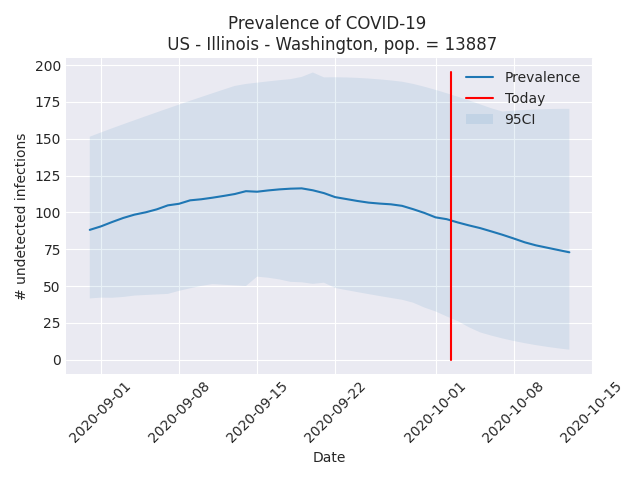 Prevalence of COVID-19
US - Illinois - Washington, pop. = 13887
200
175
150
125
100
75
50
25
0
# undetected infections
Prevalence
Today
95CI
2020-09-01
2020-09-08
2020-09-15
2020-09-22
2020-10-01
2020-10-08
2020-10-15
Date